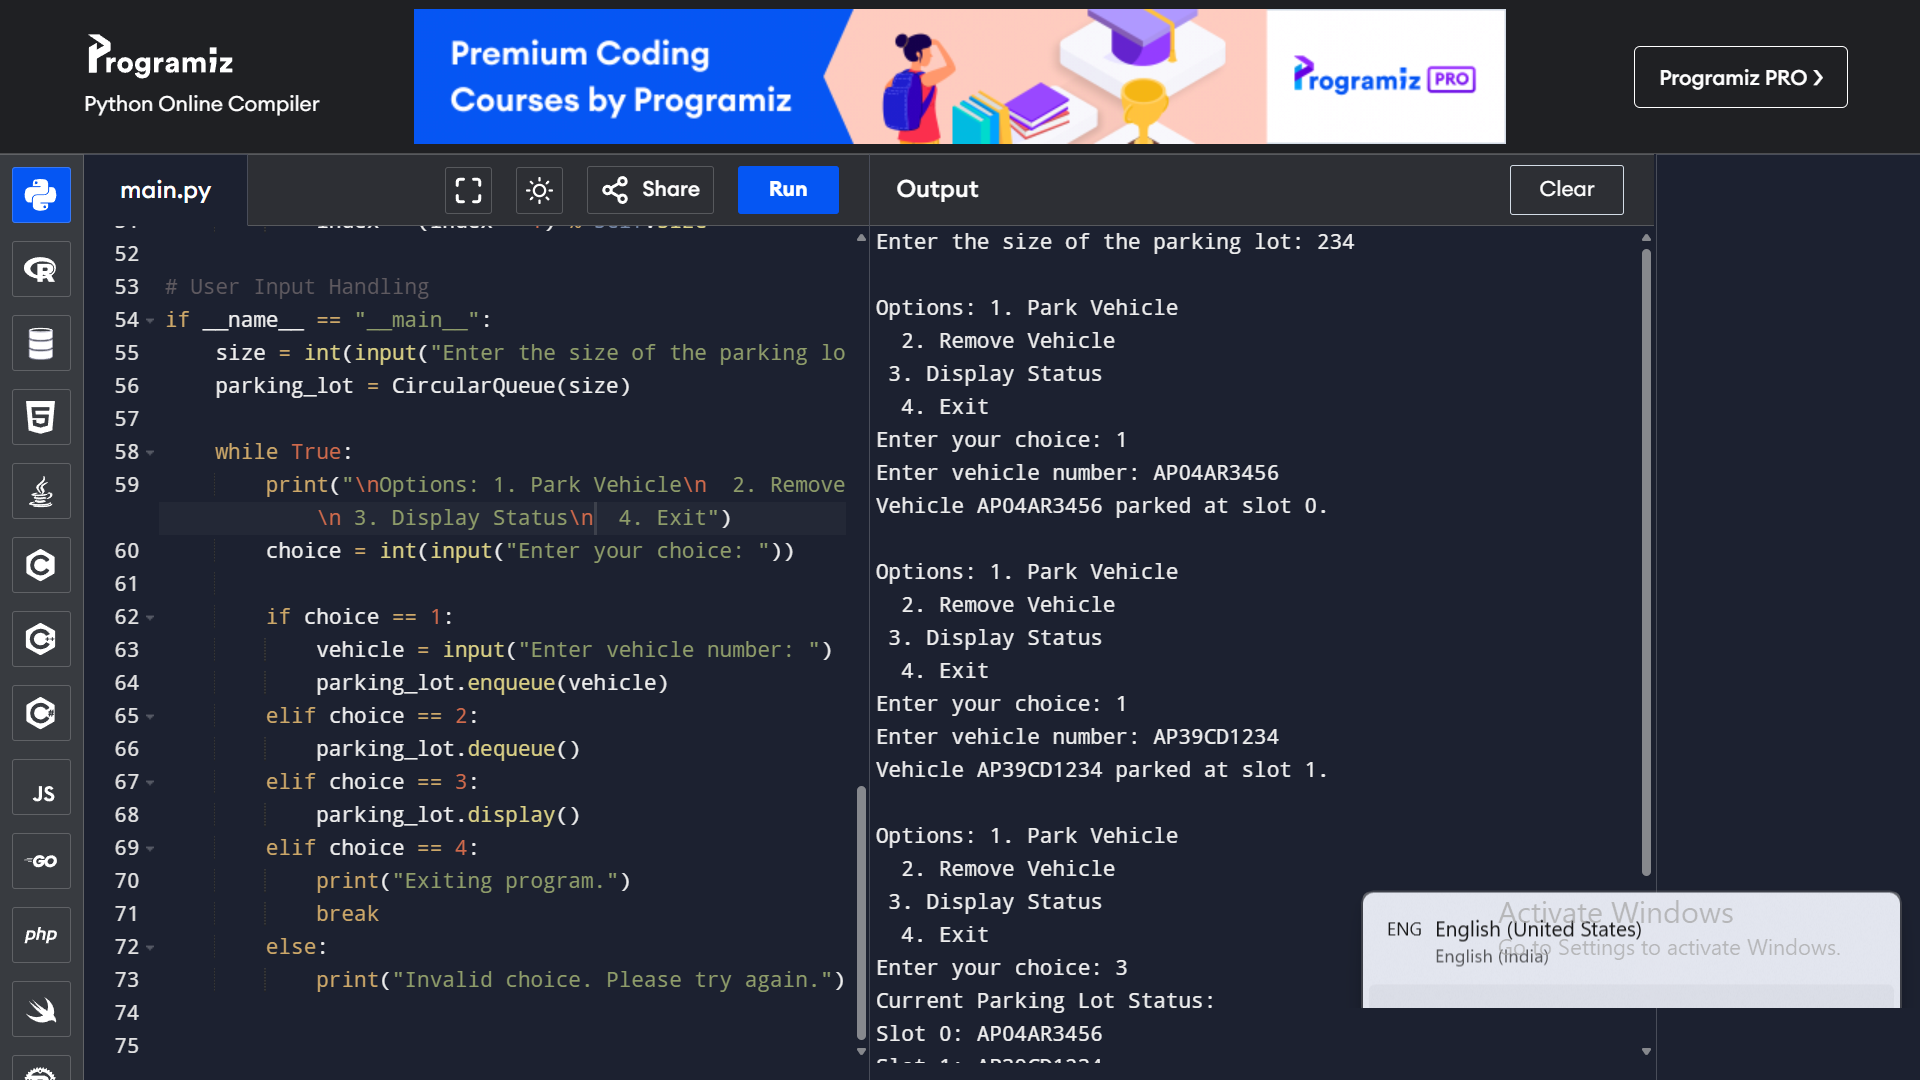 Programiz
Python Online Compiler
Premium Coding
Courses by Programiz
Programiz PRO
Programiz PRO ❯
main.py
Share
Run
Output
Clear
52
53 # User Input Handling
54 if __name__ == "__main__":
55 size = int(input("Enter the size of the parking lo
56 parking_lot = CircularQueue(size)
57
58 while True:
59 print("\nOptions: 1. Park Vehicle\n  2. Remove
\n 3. Display Status\n  4. Exit")
60 choice = int(input("Enter your choice: "))
61
62 if choice == 1:
63 vehicle = input("Enter vehicle number: ")
64 parking_lot.enqueue(vehicle)
65 elif choice == 2:
66 parking_lot.dequeue()
67 elif choice == 3:
68 parking_lot.display()
69 elif choice == 4:
70 print("Exiting program.")
71 break
72 else:
73 print("Invalid choice. Please try again.")
74
75
Enter the size of the parking lot: 234
Options: 1. Park Vehicle
2. Remove Vehicle
3. Display Status
4. Exit
Enter your choice: 1
Enter vehicle number: AP04AR3456
Vehicle AP04AR3456 parked at slot 0.
Options: 1. Park Vehicle
2. Remove Vehicle
3. Display Status
4. Exit
Enter your choice: 1
Enter vehicle number: AP39CD1234
Vehicle AP39CD1234 parked at slot 1.
Options: 1. Park Vehicle
2. Remove Vehicle
3. Display Status
4. Exit
Enter your choice: 3
Current Parking Lot Status:
Slot 0: AP04AR3456
Slot 1: AP39CD1234
JS
GO
php
Activate Windows
Go to Settings to activate Windows.
ENG English (United States)
English (India)